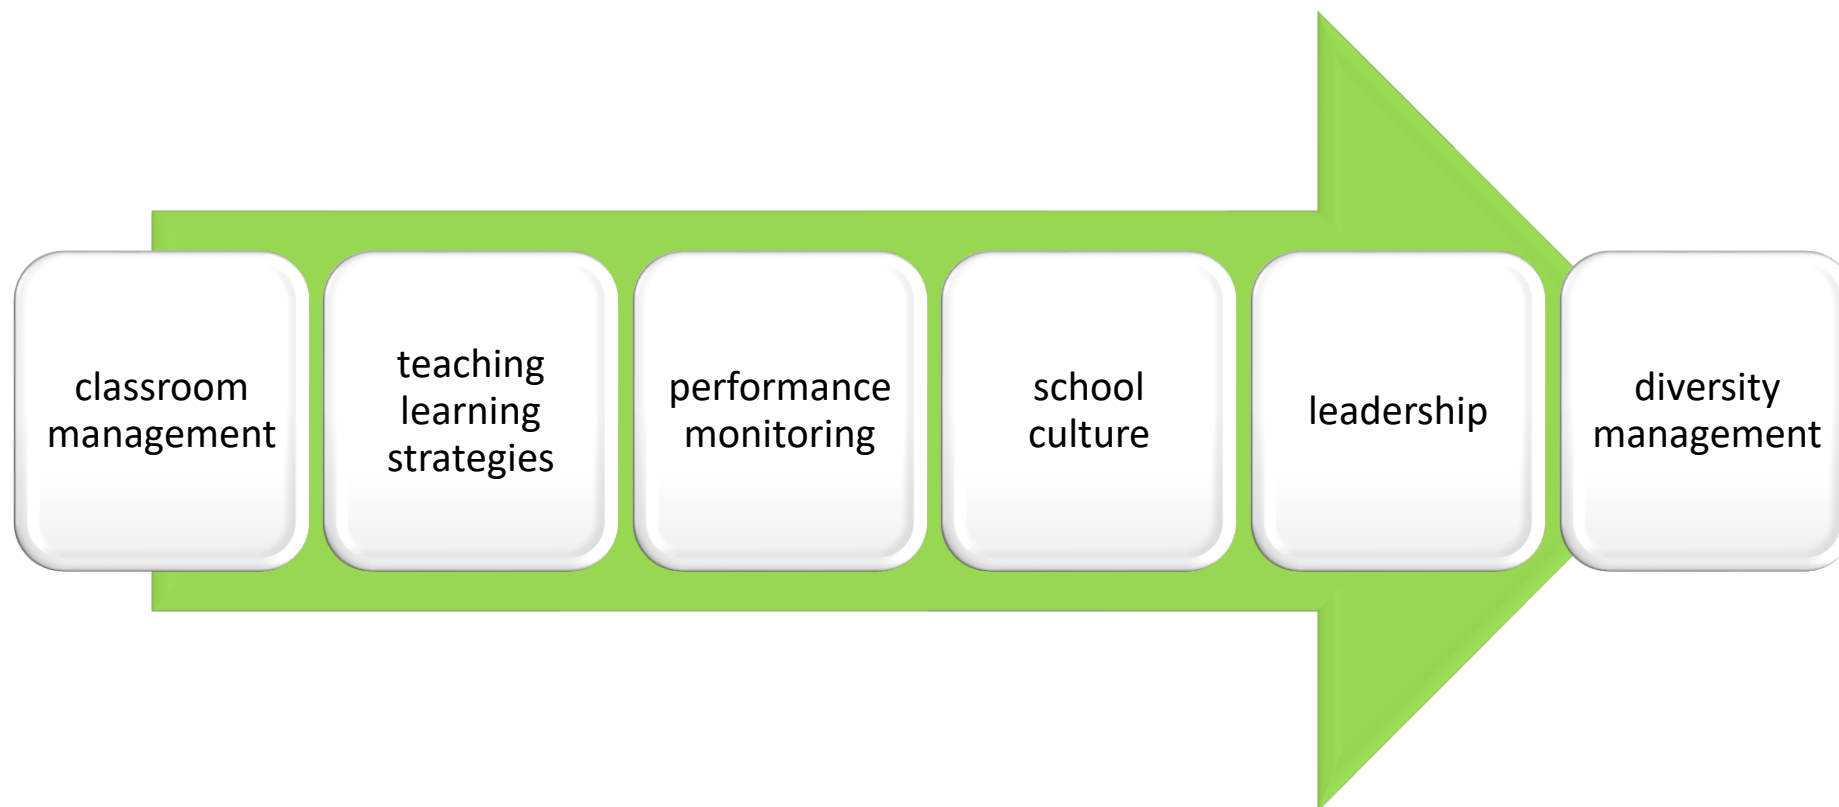 classroom
management
teaching
learning
strategies
performance
monitoring
school
culture
leadership
diversity
management